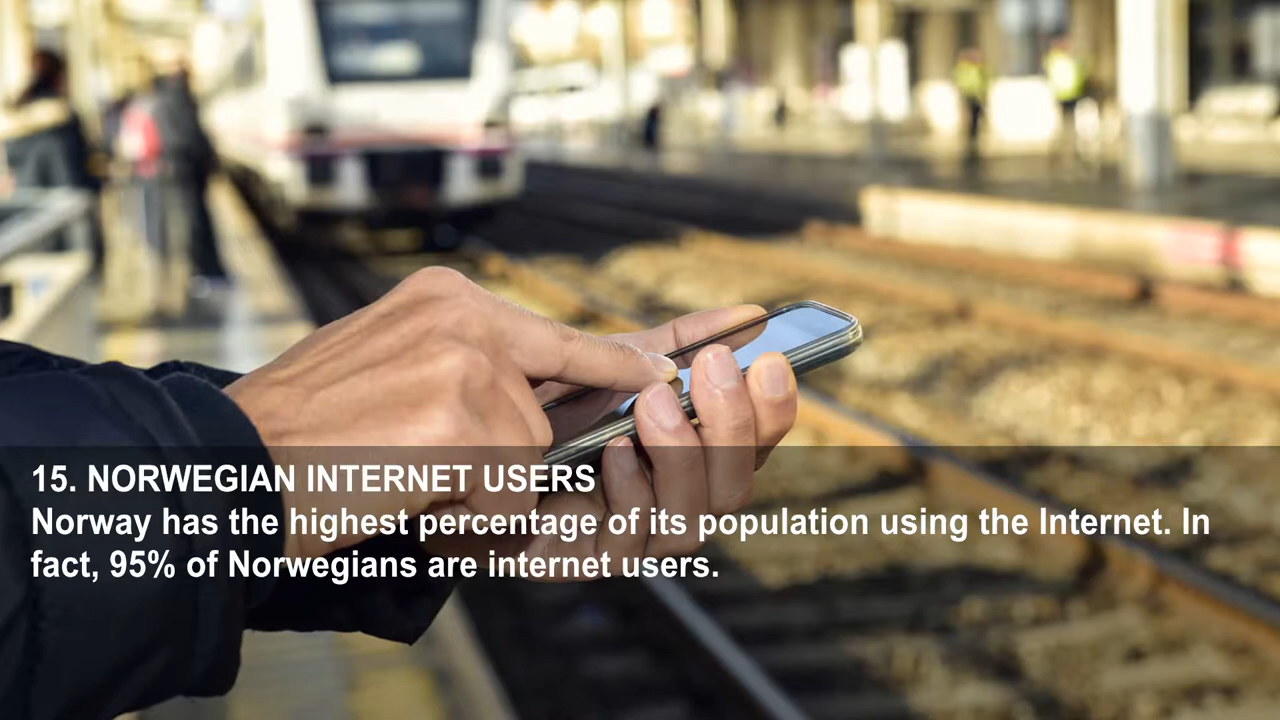 15. NORWEGIAN INTERNET USERS
Norway has the highest percentage of its population using the Internet. In
fact, 95% of Norwegians are internet users.